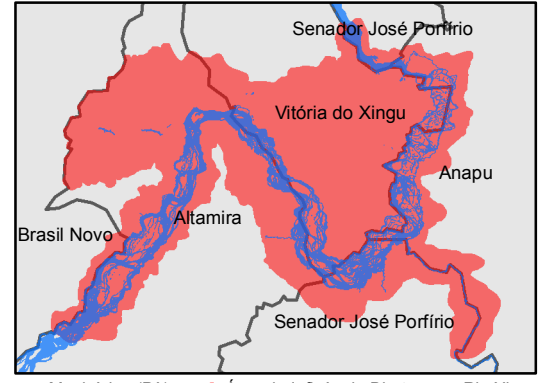 Senador José Porfírio
Vitória do Xingu
Anapu
Altamira
Brasil Novo
Senador José Porfírio